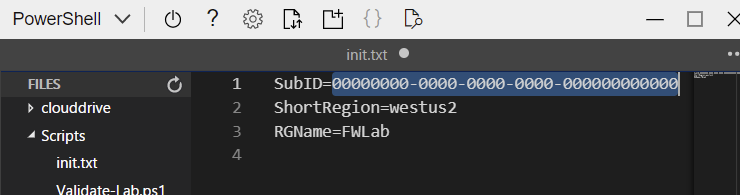 PowerShell
init.txt
FILES
clouddrive
Scripts
init.txt
Validate-Lab.ps1
1 SubID=00000000-0000-0000-0000-000000000000
2 ShortRegion=westus2
3 RGName=FWLab
4